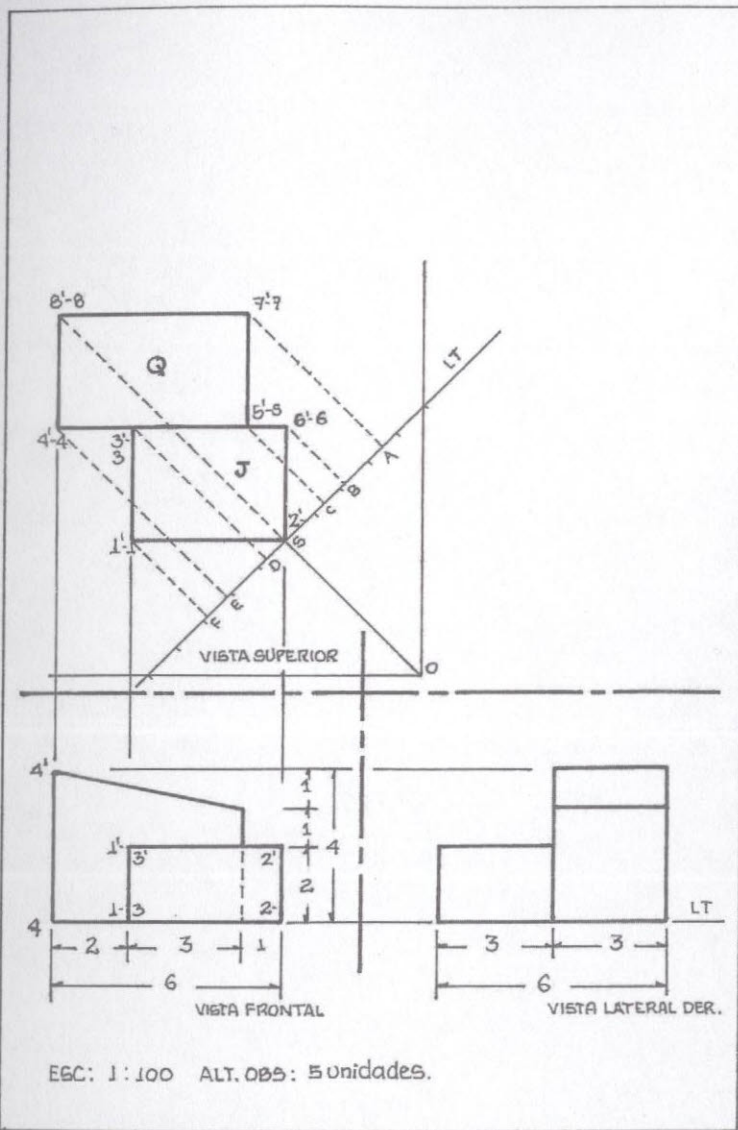 8'-8
7'-7
LT
Q
5'-5
6'-6
A
4'-4
3'
3
J
B
C
2'
S
1'-1
D
E
F
VISTA SUPERIOR
O
4'
1
1'-
3'
2'
1
4
1-3
2-
2
4
LT
2
3
1
3
3
6
6
VISTA FRONTAL
VISTA LATERAL DER.
ESC: 1:100 ALT. OBS: 5 unidades.